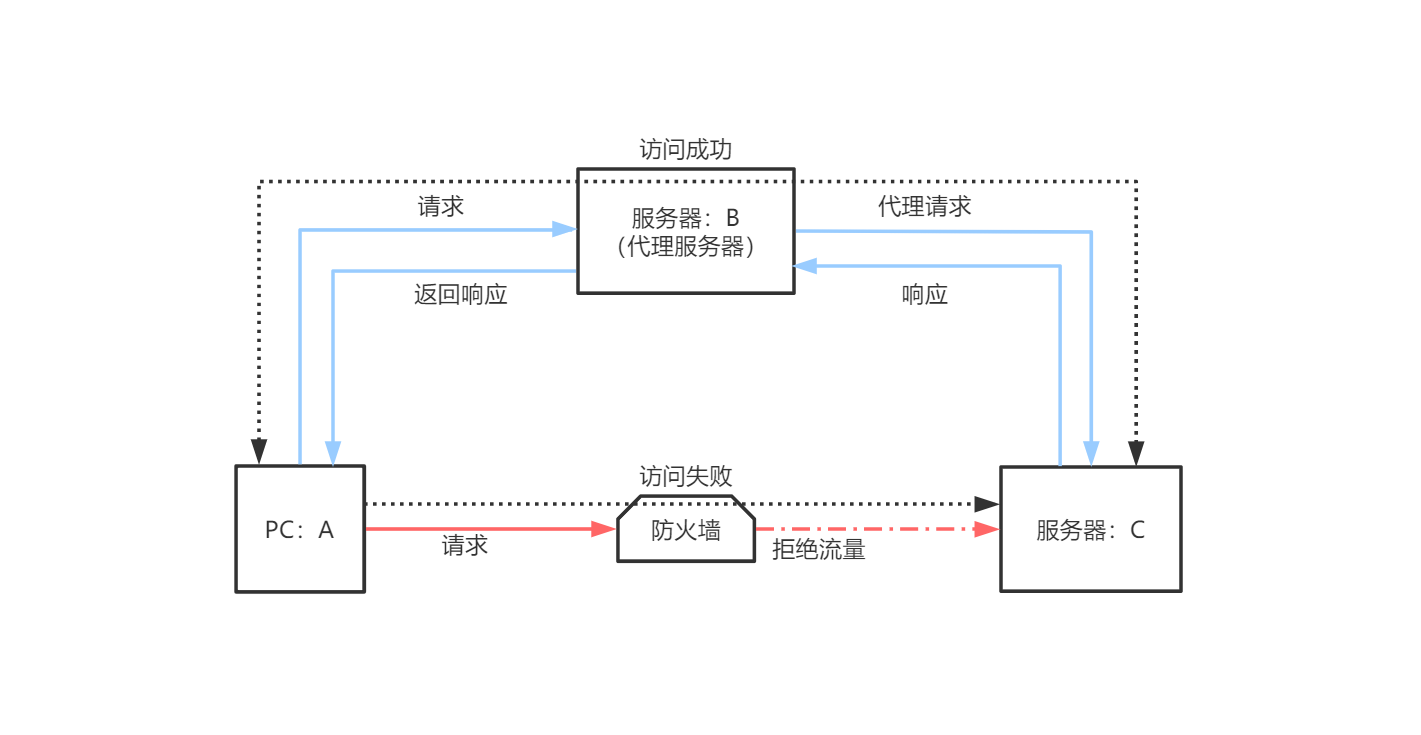 访问成功
请求
代理请求
服务器：B
（代理服务器）
返回响应
响应
访问失败
PC：A
请求
防火墙
拒绝流量
服务器：C